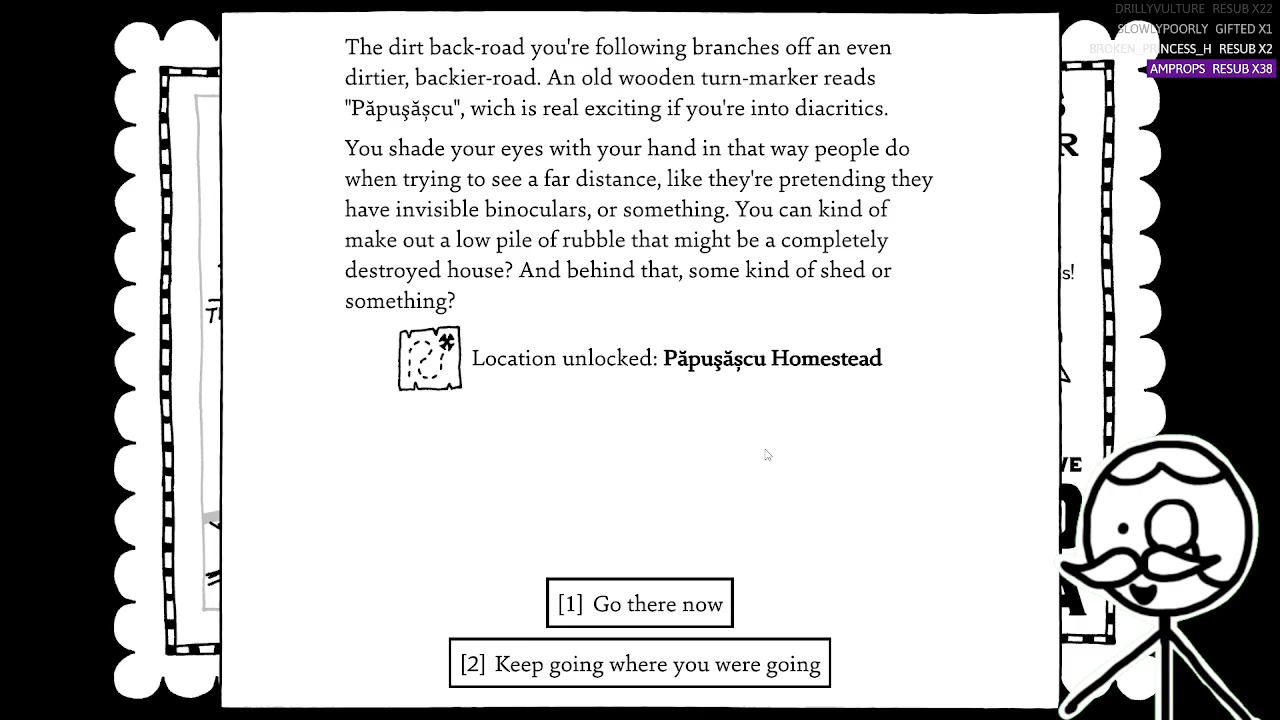 DRILLYVULTURE RESUB X22
SLOWLYPOORLY GIFTED X1
BROKEN_PRINCESS_H RESUB X2
AMPROPS RESUB X38
The dirt back-road you're following branches off an even
dirtier, backier-road. An old wooden turn-marker reads
"Păpuşășcu", wich is real exciting if you're into diacritics.
You shade your eyes with your hand in that way people do
when trying to see a far distance, like they're pretending they
have invisible binoculars, or something. You can kind of
make out a low pile of rubble that might be a completely
destroyed house? And behind that, some kind of shed or
something?
Location unlocked: Păpuşășcu Homestead
[1] Go there now
[2] Keep going where you were going